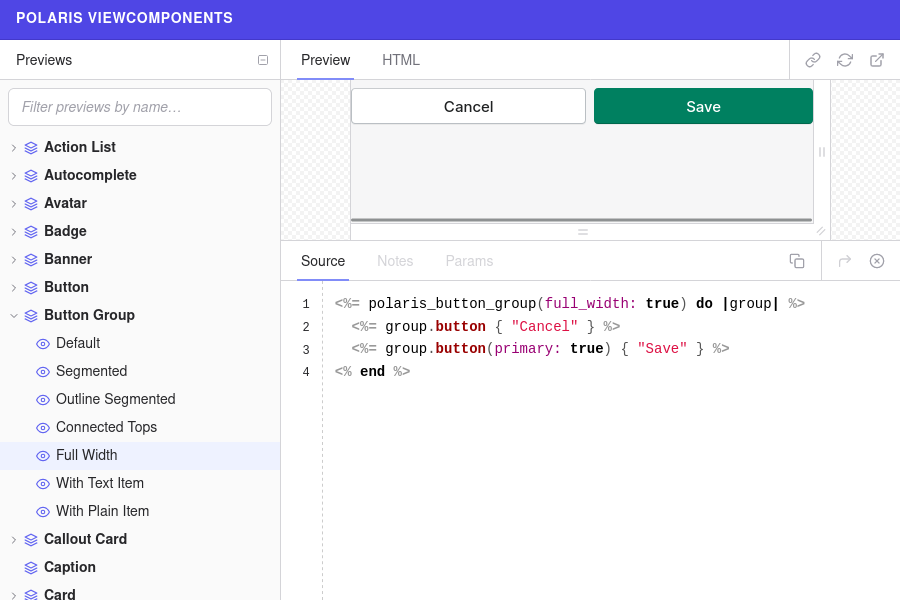 POLARIS VIEWCOMPONENTS
Previews
Filter previews by name…
Action List
Autocomplete
Avatar
Badge
Banner
Button
Button Group
Default
Segmented
Outline Segmented
Connected Tops
Full Width
With Text Item
With Plain Item
Callout Card
Caption
Card
Preview HTML
Cancel Save
Source Notes Params
1 <%= polaris_button_group(full_width: true) do |group| %>
2 <%= group.button { "Cancel" } %>
3 <%= group.button(primary: true) { "Save" } %>
4 <% end %>